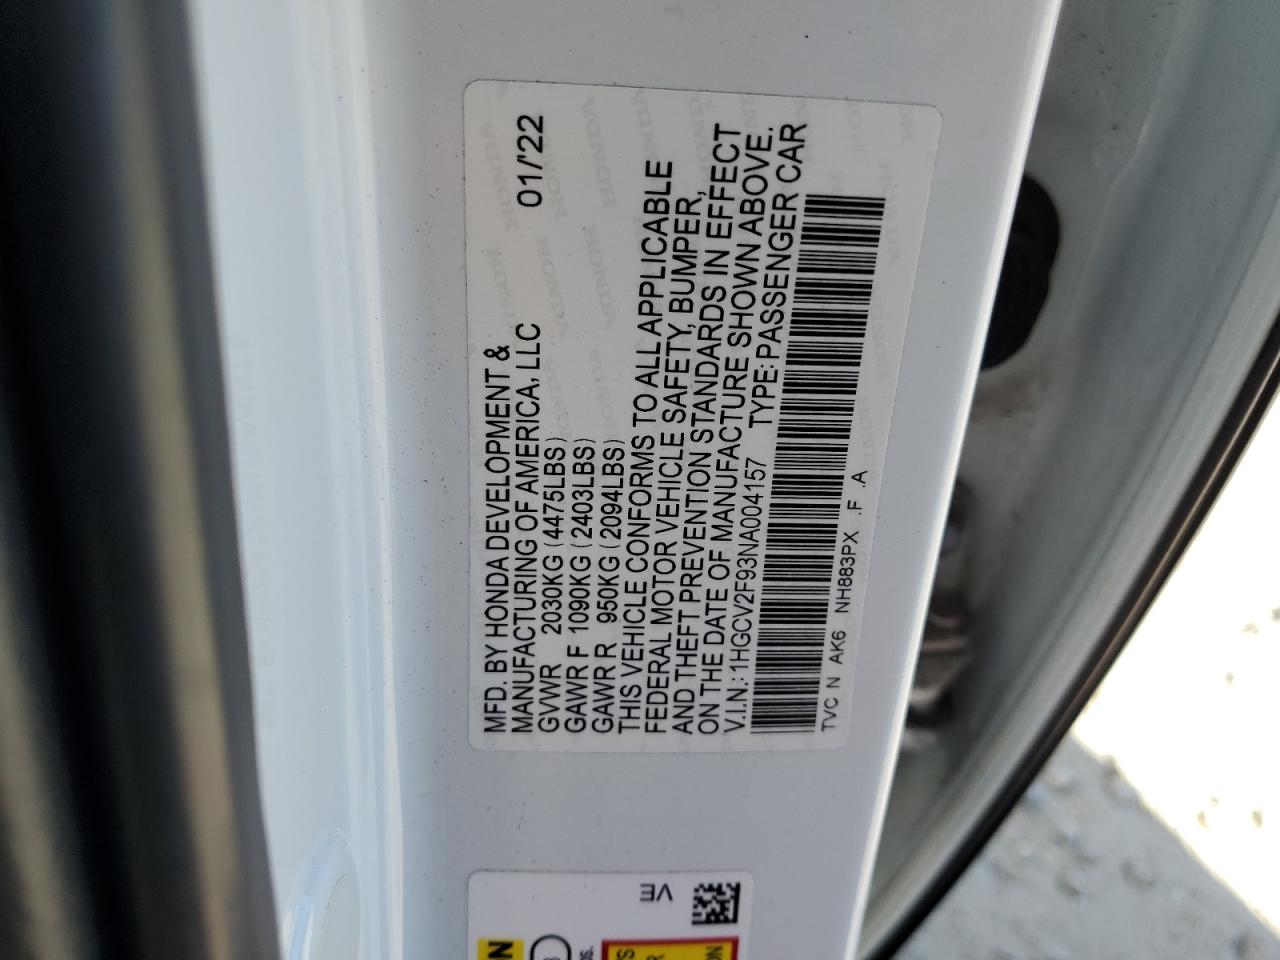 MFD. BY HONDA DEVELOPMENT &
MANUFACTURING OF AMERICA, LLC 01/'22
GVWR 2030KG (4475LBS)
GAWR F 1090KG (2403LBS)
GAWR R 950KG (2094LBS)
THIS VEHICLE CONFORMS TO ALL APPLICABLE
FEDERAL MOTOR VEHICLE SAFETY, BUMPER,
AND THEFT PREVENTION STANDARDS IN EFFECT
ON THE DATE OF MANUFACTURE SHOWN ABOVE.
V.I.N.: 1HGCV2F93NA004157 TYPE: PASSENGER CAR
TVC N AK6 NH883PX .F .A
VE